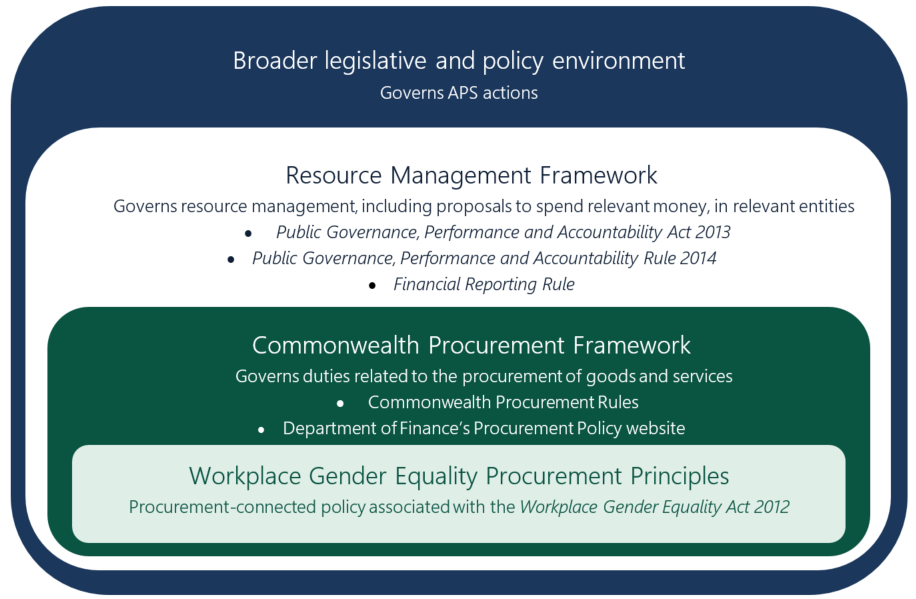 Broader legislative and policy environment
Governs APS actions
Resource Management Framework
Governs resource management, including proposals to spend relevant money, in relevant entities
• Public Governance, Performance and Accountability Act 2013
• Public Governance, Performance and Accountability Rule 2014
• Financial Reporting Rule
Commonwealth Procurement Framework
Governs duties related to the procurement of goods and services
• Commonwealth Procurement Rules
• Department of Finance's Procurement Policy website
Workplace Gender Equality Procurement Principles
Procurement-connected policy associated with the Workplace Gender Equality Act 2012